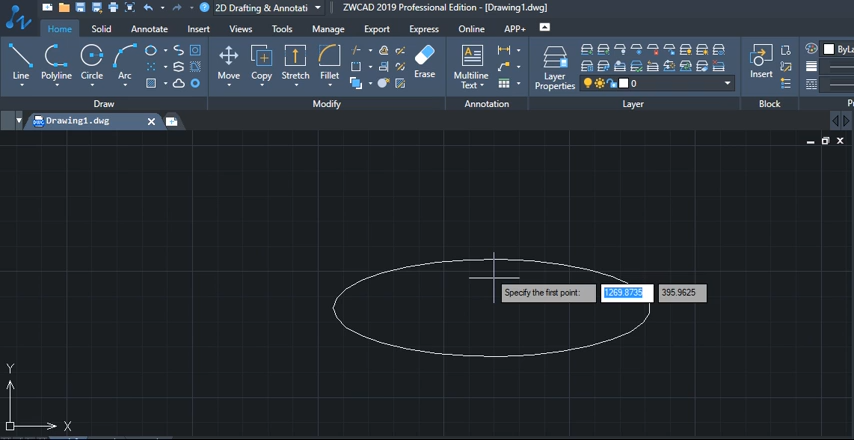 2D Drafting & Annotati
ZWCAD 2019 Professional Edition - [Drawing1.dwg]
Home Solid Annotate Insert Views Tools Manage Export Express Online APP+
Line Polyline Circle Arc
Move Copy Stretch Fillet Erase
Multiline
Text
Layer
Properties
0
Insert
ByLa
Draw Modify Annotation Layer Block
Drawing1.dwg
Specify the first point: 1269.8735 395.9625
Y
X